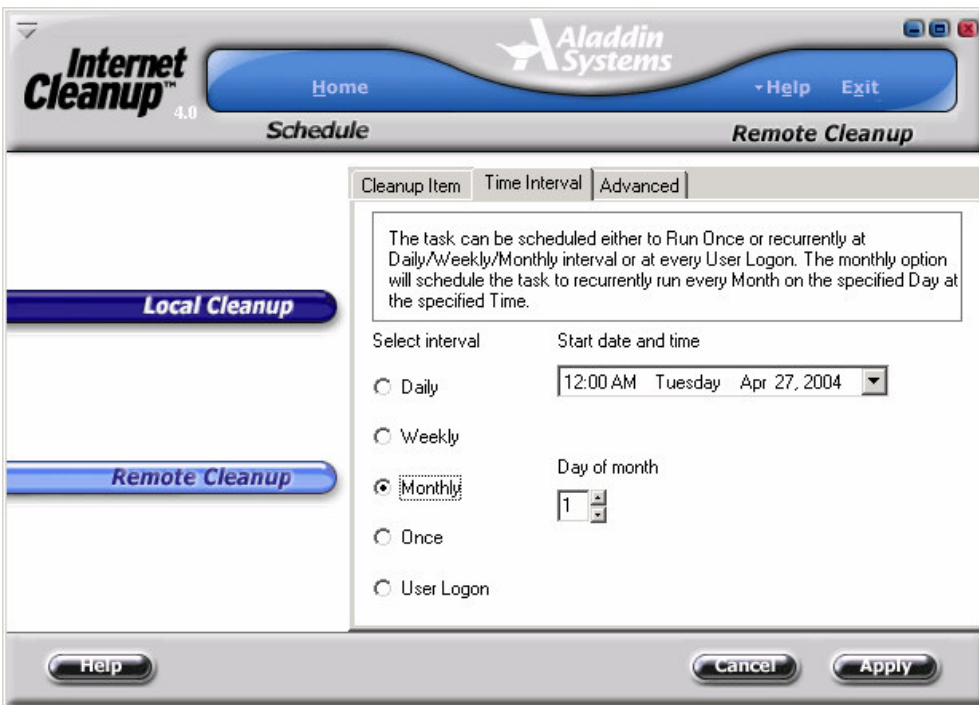 Internet
Cleanup™ 4.0
Aladdin
Systems
Home
Help
Exit
Schedule
Remote Cleanup
Cleanup Item
Time Interval
Advanced
The task can be scheduled either to Run Once or recurrently at
Daily/Weekly/Monthly interval or at every User Logon. The monthly option
will schedule the task to recurrently run every Month on the specified Day at
the specified Time.
Local Cleanup
Remote Cleanup
Select interval
Start date and time
Daily
12:00 AM Tuesday Apr 27, 2004
Weekly
Monthly
Day of month
1
Once
User Logon
Help
Cancel
Apply